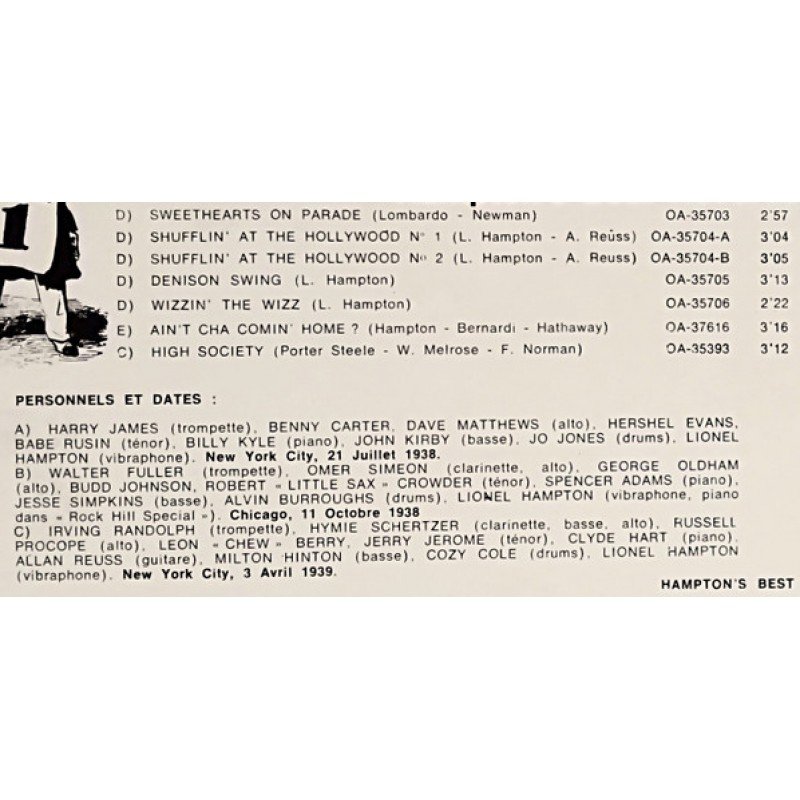 D) SWEETHEARTS ON PARADE (Lombardo - Newman) OA-35703 2'57
D) SHUFFLIN' AT THE HOLLYWOOD N° 1 (L. Hampton - A. Reuss) OA-35704-A 3'04
D) SHUFFLIN' AT THE HOLLYWOOD N° 2 (L. Hampton - A. Reuss) OA-35704-B 3'05
D) DENISON SWING (L. Hampton) OA-35705 3'13
D) WIZZIN' THE WIZZ (L. Hampton) OA-35706 2'22
E) AIN'T CHA COMIN' HOME ? (Hampton - Bernardi - Hathaway) OA-37616 3'16
C) HIGH SOCIETY (Porter Steele - W. Melrose - F. Norman) OA-35393 3'12
PERSONNELS ET DATES :
A) HARRY JAMES (trompette), BENNY CARTER, DAVE MATTHEWS (alto), HERSHEL EVANS,
BABE RUSIN (ténor), BILLY KYLE (piano), JOHN KIRBY (basse), JO JONES (drums), LIONEL
HAMPTON (vibraphone). New York City, 21 Juillet 1938.
B) WALTER FULLER (trompette), OMER SIMEON (clarinette, alto), GEORGE OLDHAM
(alto), BUDD JOHNSON, ROBERT « LITTLE SAX » CROWDER (ténor), SPENCER ADAMS (piano),
JESSE SIMPKINS (basse), ALVIN BURROUGHS (drums), LIONEL HAMPTON (vibraphone, piano
dans « Rock Hill Special »). Chicago, 11 Octobre 1938
C) IRVING RANDOLPH (trompette), HYMIE SCHERTZER (clarinette, basse, alto), RUSSELL
PROCOPE (alto), LEON « CHEW » BERRY, JERRY JEROME (ténor), CLYDE HART (piano),
ALLAN REUSS (guitare), MILTON HINTON (basse), COZY COLE (drums), LIONEL HAMPTON
(vibraphone). New York City, 3 Avril 1939.
HAMPTON'S BEST